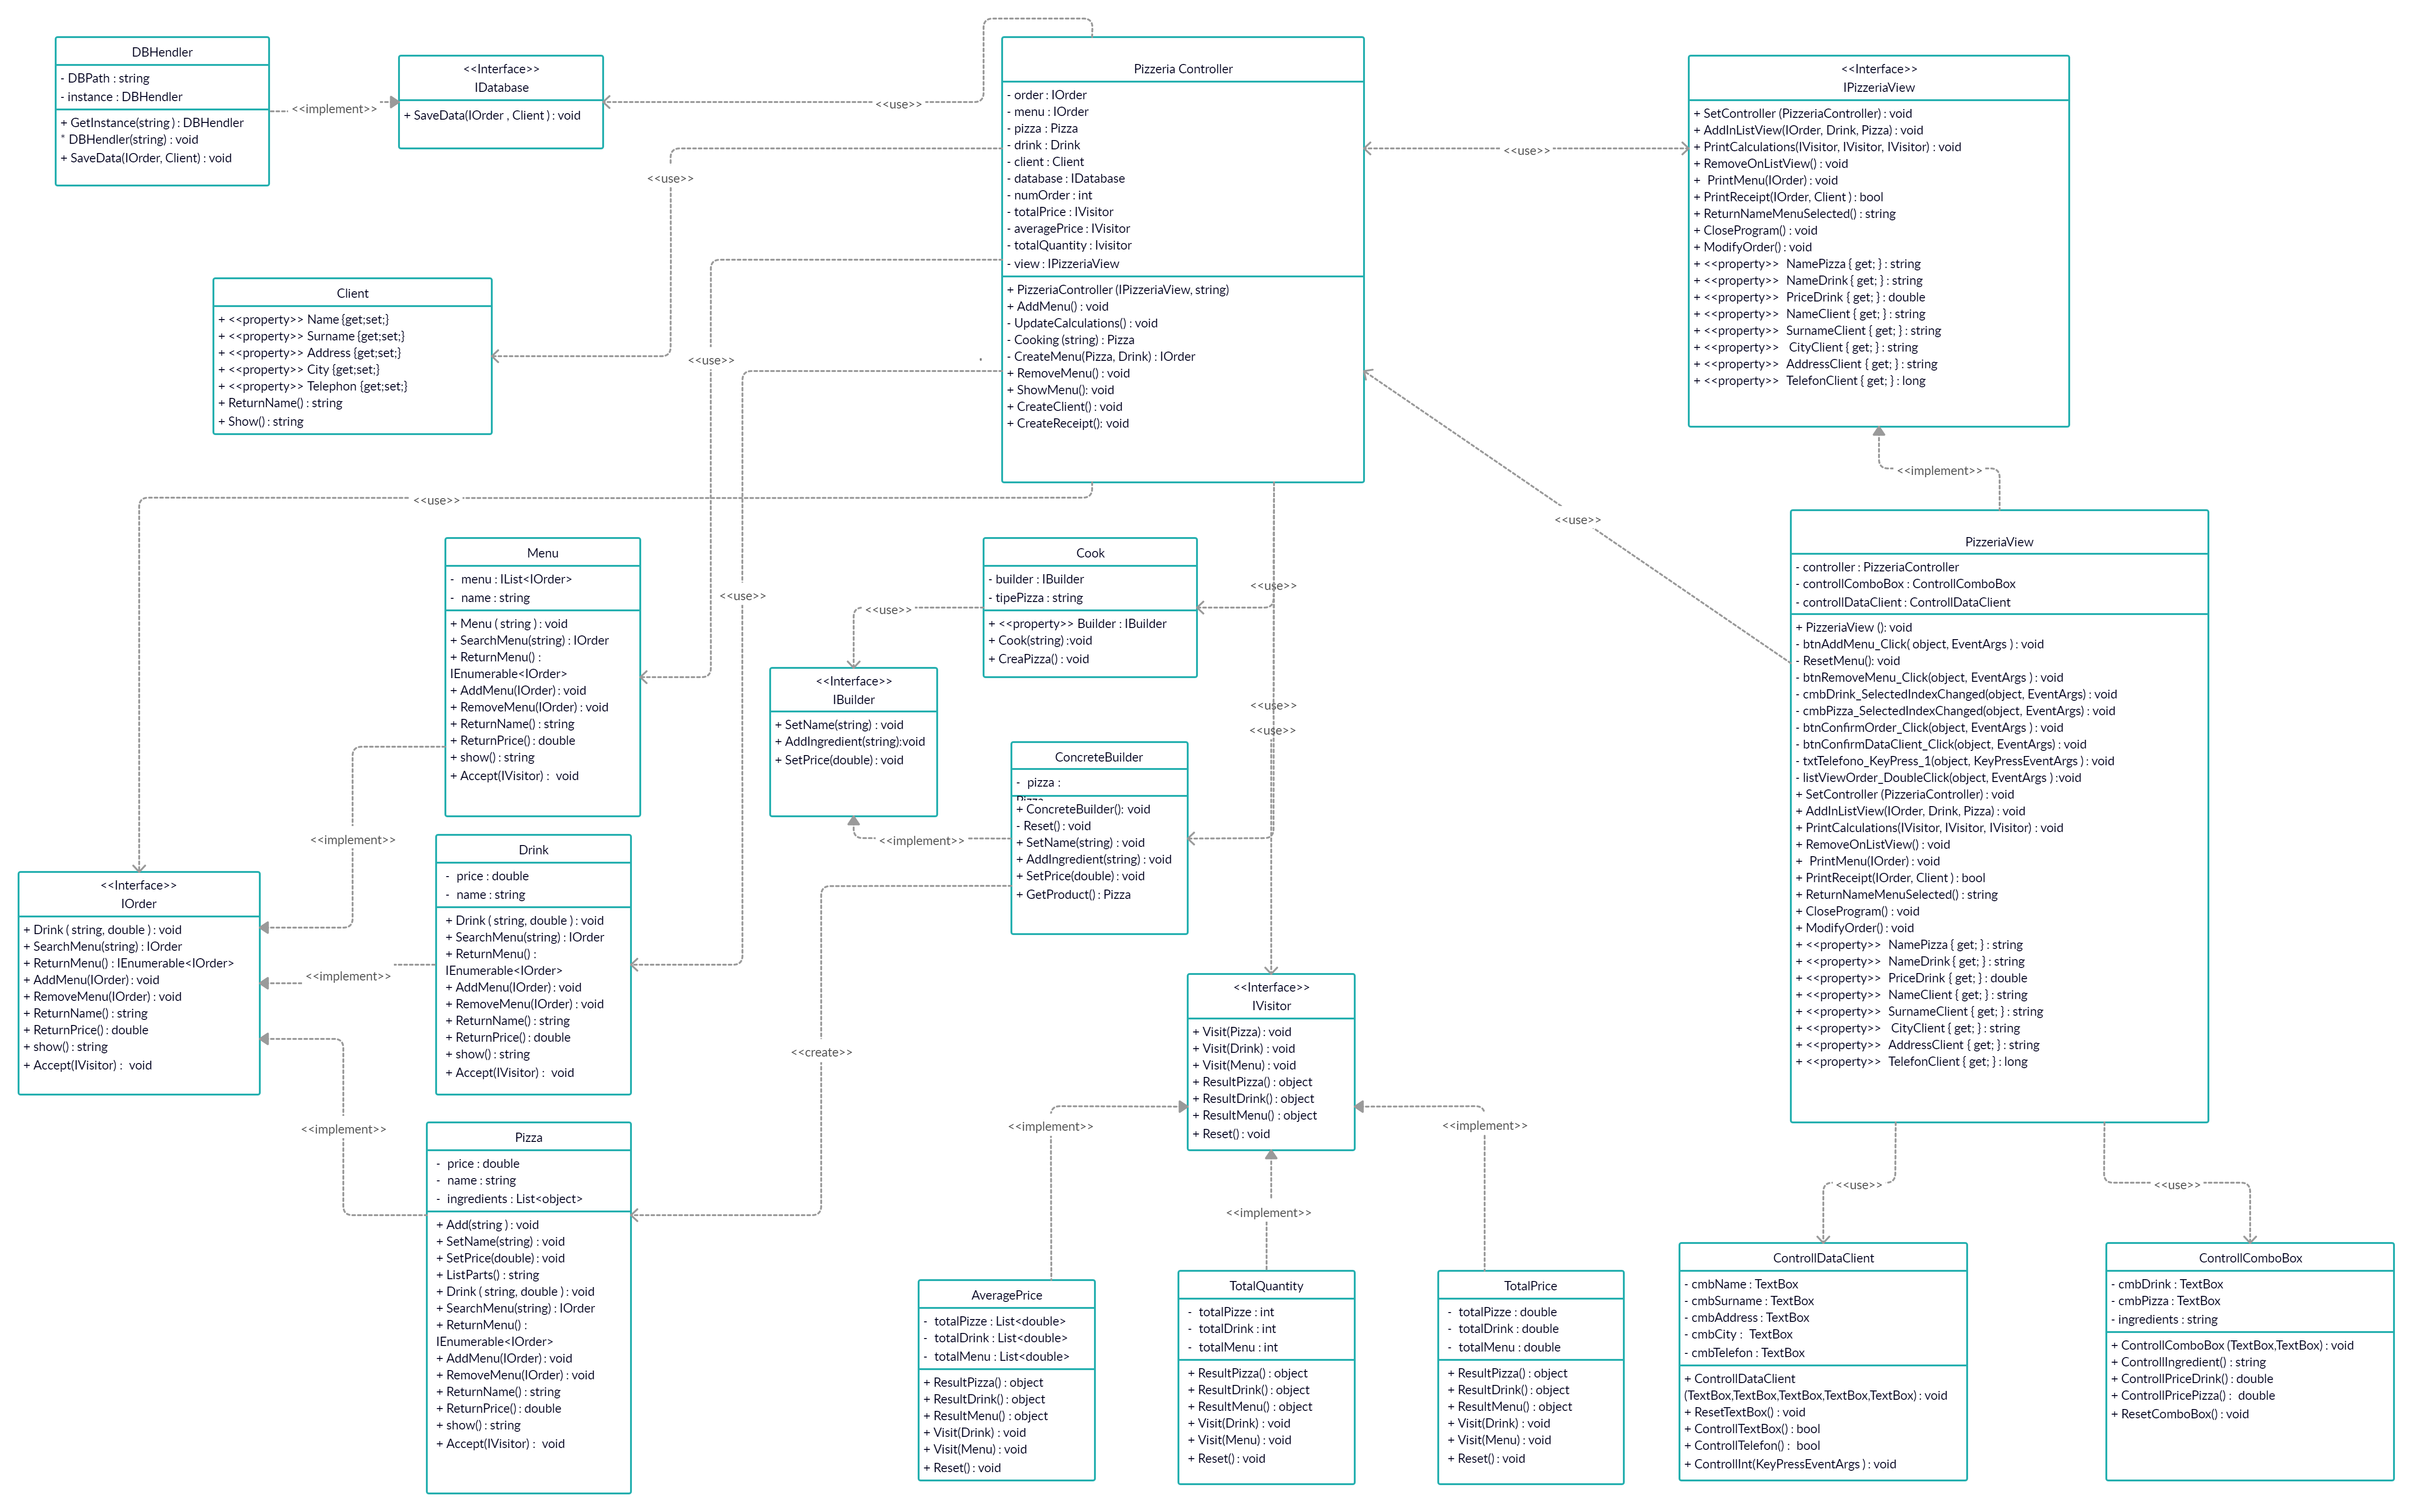 DBHendler
- DBPath : string
- instance : DBHendler
+ GetInstance(string ) : DBHendler
* DBHendler(string) : void
+ SaveData(IOrder, Client) : void
<<implement>>
<<Interface>>
IDatabase
+ SaveData(IOrder , Client ) : void
<<use>>
Pizzeria Controller
- order : IOrder
- menu : IOrder
- pizza : Pizza
- drink : Drink
- client : Client
- database : IDatabase
- numOrder : int
- totalPrice : IVisitor
- averagePrice : IVisitor
- totalQuantity : Ivisitor
- view : IPizzeriaView
+ PizzeriaController (IPizzeriaView, string)
+ AddMenu() : void
- UpdateCalculations() : void
- Cooking (string) : Pizza
- CreateMenu(Pizza, Drink) : IOrder
+ RemoveMenu() : void
+ ShowMenu(): void
+ CreateClient() : void
+ CreateReceipt(): void
<<use>>
<<Interface>>
IPizzeriaView
+ SetController (PizzeriaController) : void
+ AddInListView(IOrder, Drink, Pizza) : void
+ PrintCalculations(IVisitor, IVisitor, IVisitor) : void
+ RemoveOnListView() : void
+ PrintMenu(IOrder) : void
+ PrintReceipt(IOrder, Client ) : bool
+ ReturnNameMenuSelected() : string
+ CloseProgram() : void
+ ModifyOrder() : void
+ <<property>> NamePizza { get; } : string
+ <<property>> NameDrink { get; } : string
+ <<property>> PriceDrink { get; } : double
+ <<property>> NameClient { get; } : string
+ <<property>> SurnameClient { get; } : string
+ <<property>> CityClient { get; } : string
+ <<property>> AddressClient { get; } : string
+ <<property>> TelefonClient { get; } : long
<<use>>
Client
+ <<property>> Name {get;set;}
+ <<property>> Surname {get;set;}
+ <<property>> Address {get;set;}
+ <<property>> City {get;set;}
+ <<property>> Telephon {get;set;}
+ ReturnName() : string
+ Show() : string
<<use>>
<<implement>>
<<use>>
<<use>>
PizzeriaView
- controller : PizzeriaController
- controllComboBox : ControllComboBox
- controllDataClient : ControllDataClient
+ PizzeriaView (): void
- btnAddMenu_Click( object, EventArgs ) : void
- ResetMenu(): void
- btnRemoveMenu_Click(object, EventArgs ) : void
- cmbDrink_SelectedIndexChanged(object, EventArgs) : void
- cmbPizza_SelectedIndexChanged(object, EventArgs) : void
- btnConfirmOrder_Click(object, EventArgs ) : void
- btnConfirmDataClient_Click(object, EventArgs) : void
- txtTelefono_KeyPress_1(object, KeyPressEventArgs ) : void
- listViewOrder_DoubleClick(object, EventArgs ) :void
+ SetController (PizzeriaController) : void
+ AddInListView(IOrder, Drink, Pizza) : void
+ PrintCalculations(IVisitor, IVisitor, IVisitor) : void
+ RemoveOnListView() : void
+ PrintMenu(IOrder) : void
+ PrintReceipt(IOrder, Client ) : bool
+ ReturnNameMenuSelected() : string
+ CloseProgram() : void
+ ModifyOrder() : void
+ <<property>> NamePizza { get; } : string
+ <<property>> NameDrink { get; } : string
+ <<property>> PriceDrink { get; } : double
+ <<property>> NameClient { get; } : string
+ <<property>> SurnameClient { get; } : string
+ <<property>> CityClient { get; } : string
+ <<property>> AddressClient { get; } : string
+ <<property>> TelefonClient { get; } : long
Menu
- menu : IList<IOrder>
- name : string
+ Menu ( string ) : void
+ SearchMenu(string) : IOrder
+ ReturnMenu() :
IEnumerable<IOrder>
+ AddMenu(IOrder) : void
+ RemoveMenu(IOrder) : void
+ ReturnName() : string
+ ReturnPrice() : double
+ show() : string
+ Accept(IVisitor) : void
<<use>>
<<use>>
Cook
- builder : IBuilder
- tipePizza : string
+ <<property>> Builder : IBuilder
+ Cook(string) :void
+ CreaPizza() : void
<<use>>
<<Interface>>
IBuilder
+ SetName(string) : void
+ AddIngredient(string):void
+ SetPrice(double) : void
<<use>>
<<use>>
ConcreteBuilder
- pizza :
Pizza
+ ConcreteBuilder(): void
- Reset() : void
+ SetName(string) : void
+ AddIngredient(string) : void
+ SetPrice(double) : void
+ GetProduct() : Pizza
<<implement>>
<<implement>>
Drink
- price : double
- name : string
+ Drink ( string, double ) : void
+ SearchMenu(string) : IOrder
+ ReturnMenu() :
IEnumerable<IOrder>
+ AddMenu(IOrder) : void
+ RemoveMenu(IOrder) : void
+ ReturnName() : string
+ ReturnPrice() : double
+ show() : string
+ Accept(IVisitor) : void
<<Interface>>
IOrder
+ Drink ( string, double ) : void
+ SearchMenu(string) : IOrder
+ ReturnMenu() : IEnumerable<IOrder>
+ AddMenu(IOrder) : void
+ RemoveMenu(IOrder) : void
+ ReturnName() : string
+ ReturnPrice() : double
+ show() : string
+ Accept(IVisitor) : void
<<implement>>
<<implement>>
<<create>>
<<Interface>>
IVisitor
+ Visit(Pizza) : void
+ Visit(Drink) : void
+ Visit(Menu) : void
+ ResultPizza() : object
+ ResultDrink() : object
+ ResultMenu() : object
+ Reset() : void
<<implement>>
<<implement>>
<<implement>>
Pizza
- price : double
- name : string
- ingredients : List<object>
+ Add(string ) : void
+ SetName(string) : void
+ SetPrice(double) : void
+ ListParts() : string
+ Drink ( string, double ) : void
+ SearchMenu(string) : IOrder
+ ReturnMenu() :
IEnumerable<IOrder>
+ AddMenu(IOrder) : void
+ RemoveMenu(IOrder) : void
+ ReturnName() : string
+ ReturnPrice() : double
+ show() : string
+ Accept(IVisitor) : void
AveragePrice
- totalPizze : List<double>
- totalDrink : List<double>
- totalMenu : List<double>
+ ResultPizza() : object
+ ResultDrink() : object
+ ResultMenu() : object
+ Visit(Drink) : void
+ Visit(Menu) : void
+ Reset() : void
TotalQuantity
- totalPizze : int
- totalDrink : int
- totalMenu : int
+ ResultPizza() : object
+ ResultDrink() : object
+ ResultMenu() : object
+ Visit(Drink) : void
+ Visit(Menu) : void
+ Reset() : void
TotalPrice
- totalPizze : double
- totalDrink : double
- totalMenu : double
+ ResultPizza() : object
+ ResultDrink() : object
+ ResultMenu() : object
+ Visit(Drink) : void
+ Visit(Menu) : void
+ Reset() : void
<<use>>
<<use>>
ControllDataClient
- cmbName : TextBox
- cmbSurname : TextBox
- cmbAddress : TextBox
- cmbCity : TextBox
- cmbTelefon : TextBox
+ ControllDataClient
(TextBox,TextBox,TextBox,TextBox,TextBox) : void
+ ResetTextBox() : void
+ ControllTextBox() : bool
+ ControllTelefon() : bool
+ ControllInt(KeyPressEventArgs ) : void
ControllComboBox
- cmbDrink : TextBox
- cmbPizza : TextBox
- ingredients : string
+ ControllComboBox (TextBox,TextBox) : void
+ ControllIngredient() : string
+ ControllPriceDrink() : double
+ ControllPricePizza() : double
+ ResetComboBox() : void